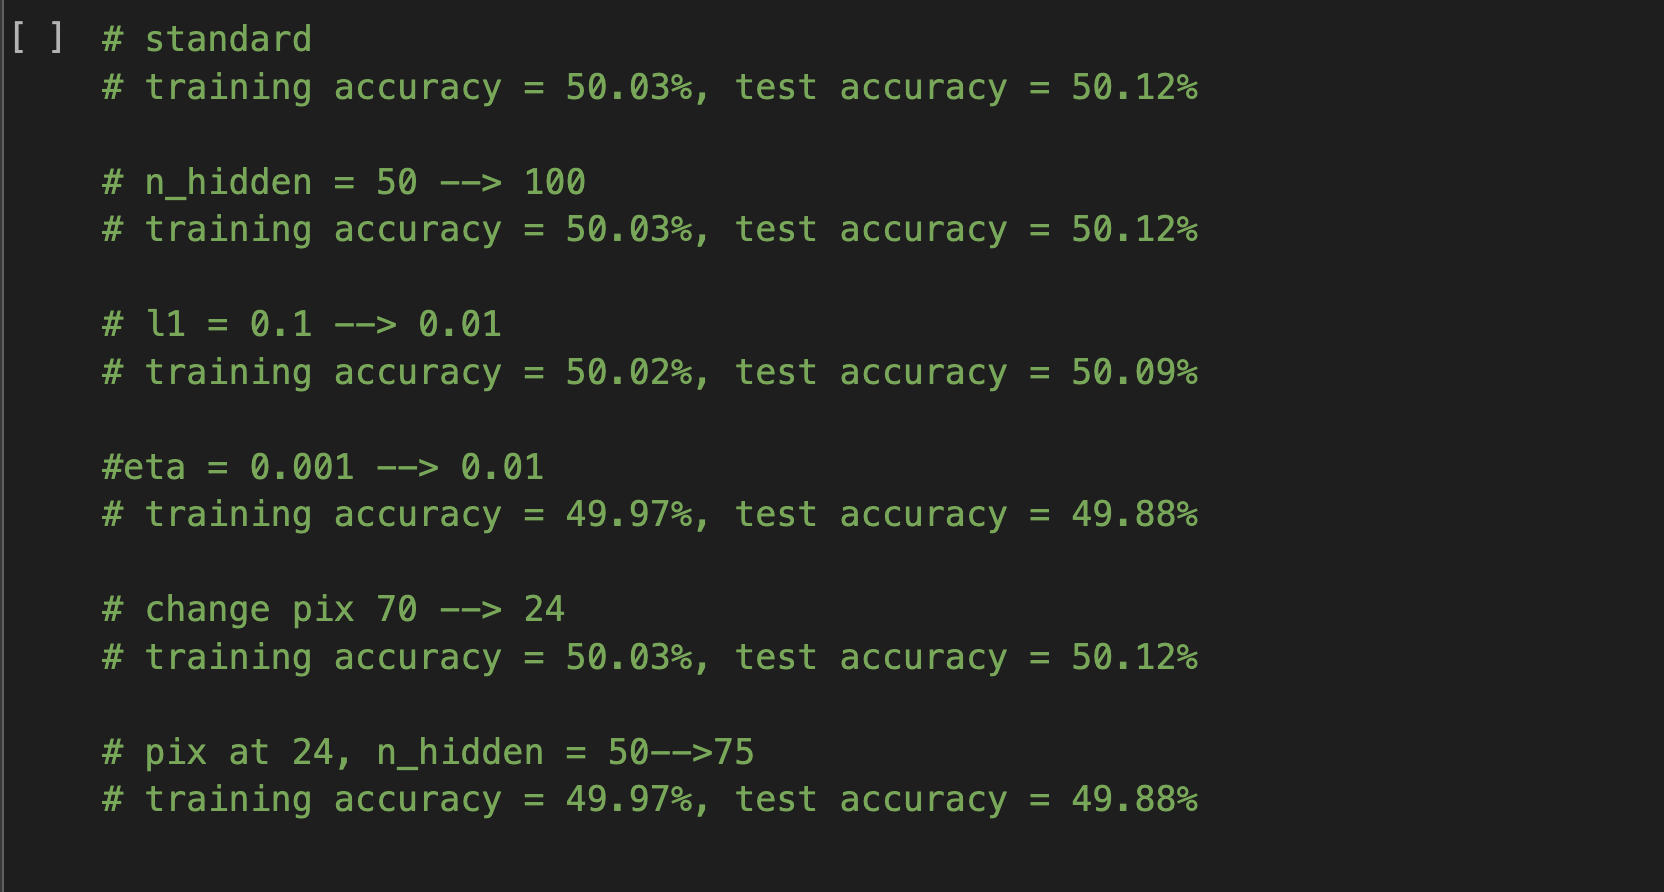 [ ] # standard
# training accuracy = 50.03%, test accuracy = 50.12%
# n_hidden = 50 --> 100
# training accuracy = 50.03%, test accuracy = 50.12%
# l1 = 0.1 --> 0.01
# training accuracy = 50.02%, test accuracy = 50.09%
#eta = 0.001 --> 0.01
# training accuracy = 49.97%, test accuracy = 49.88%
# change pix 70 --> 24
# training accuracy = 50.03%, test accuracy = 50.12%
# pix at 24, n_hidden = 50-->75
# training accuracy = 49.97%, test accuracy = 49.88%